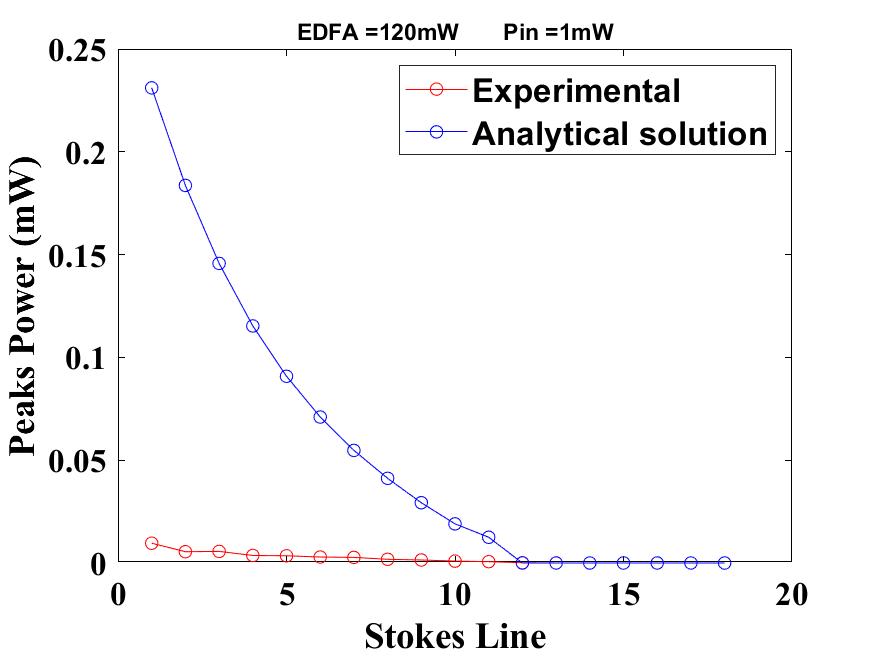 EDFA =120mW Pin =1mW
0.25
0.2
0.15
0.1
0.05
0
Peaks Power (mW)
Experimental
Analytical solution
0 5 10 15 20
Stokes Line